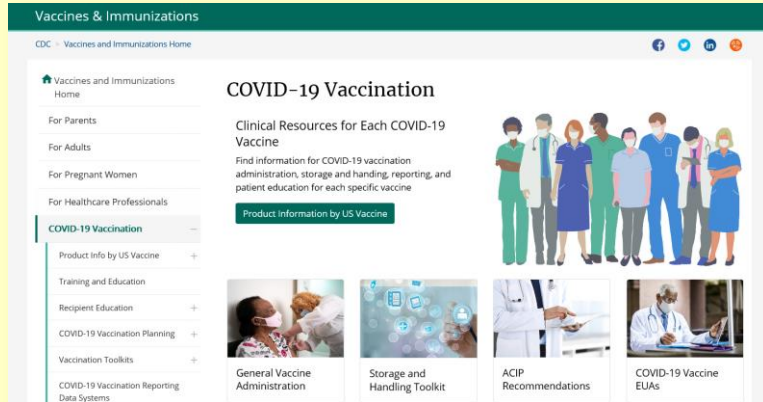 Vaccines & Immunizations
CDC > Vaccines and Immunizations Home
Vaccines and Immunizations
Home
For Parents
For Adults
For Pregnant Women
For Healthcare Professionals
COVID-19 Vaccination
Product Info by US Vaccine
Training and Education
Recipient Education
COVID-19 Vaccination Planning
Vaccination Toolkits
COVID-19 Vaccination Reporting
Data Systems
COVID-19 Vaccination
Clinical Resources for Each COVID-19
Vaccine
Find information for COVID-19 vaccination
administration, storage and handing, reporting, and
patient education for each specific vaccine
Product Information by US Vaccine
General Vaccine
Administration
Storage and
Handling Toolkit
ACIP
Recommendations
COVID-19 Vaccine
EUAs